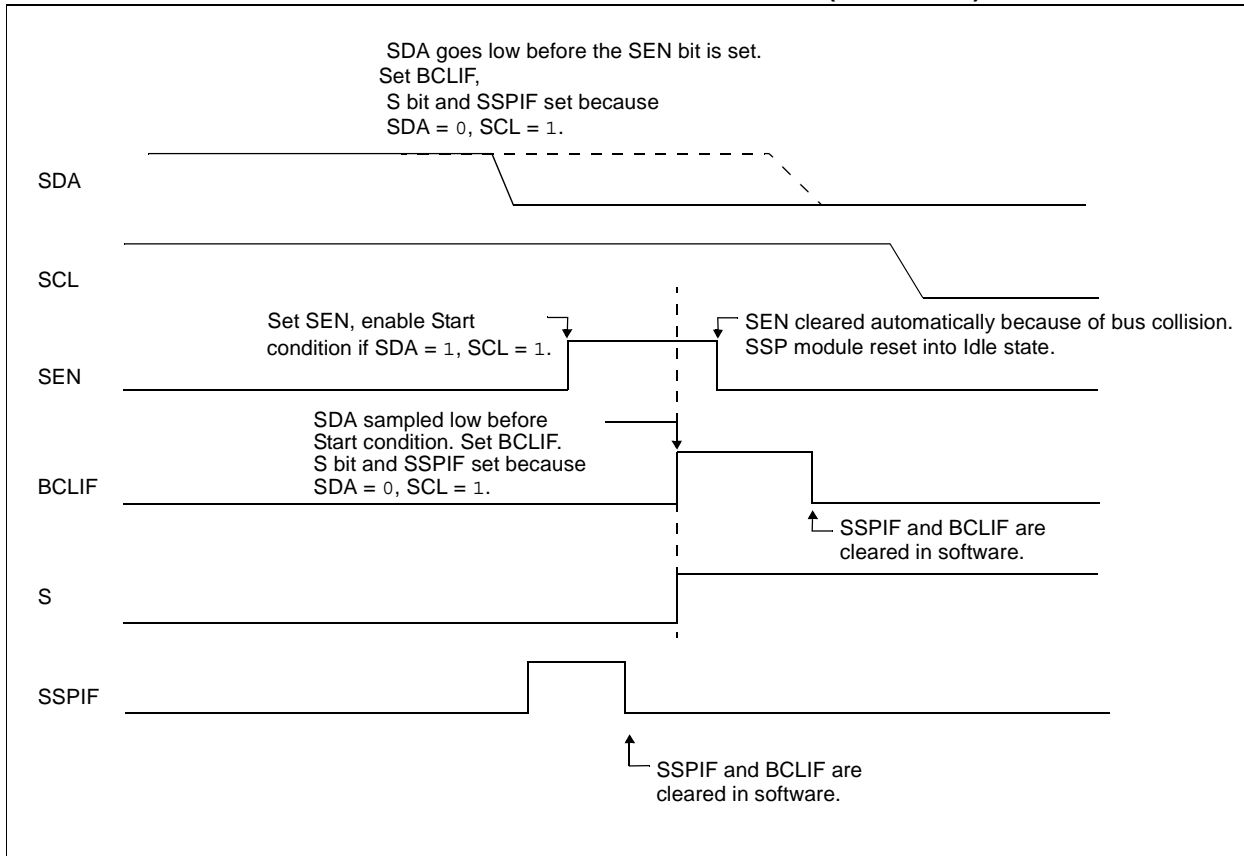 SDA goes low before the SEN bit is set.
Set BCLIF,
S bit and SSPIF set because
SDA = 0, SCL = 1.
SDA
SCL
Set SEN, enable Start
condition if SDA = 1, SCL = 1.
SEN cleared automatically because of bus collision.
SSP module reset into Idle state.
SEN
SDA sampled low before
Start condition. Set BCLIF.
S bit and SSPIF set because
SDA = 0, SCL = 1.
BCLIF
SSPIF and BCLIF are
cleared in software.
S
SSPIF
SSPIF and BCLIF are
cleared in software.